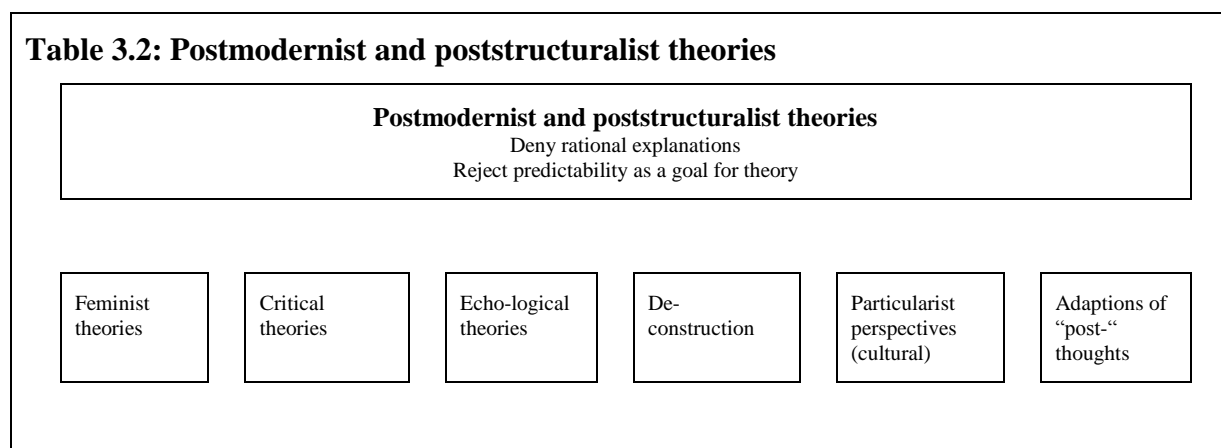 Table 3.2: Postmodernist and poststructuralist theories
Postmodernist and poststructuralist theories
Deny rational explanations
Reject predictability as a goal for theory
Feminist
theories
Critical
theories
Echo-logical
theories
De-
construction
Particularist
perspectives
(cultural)
Adaptions of
“post-“
thoughts